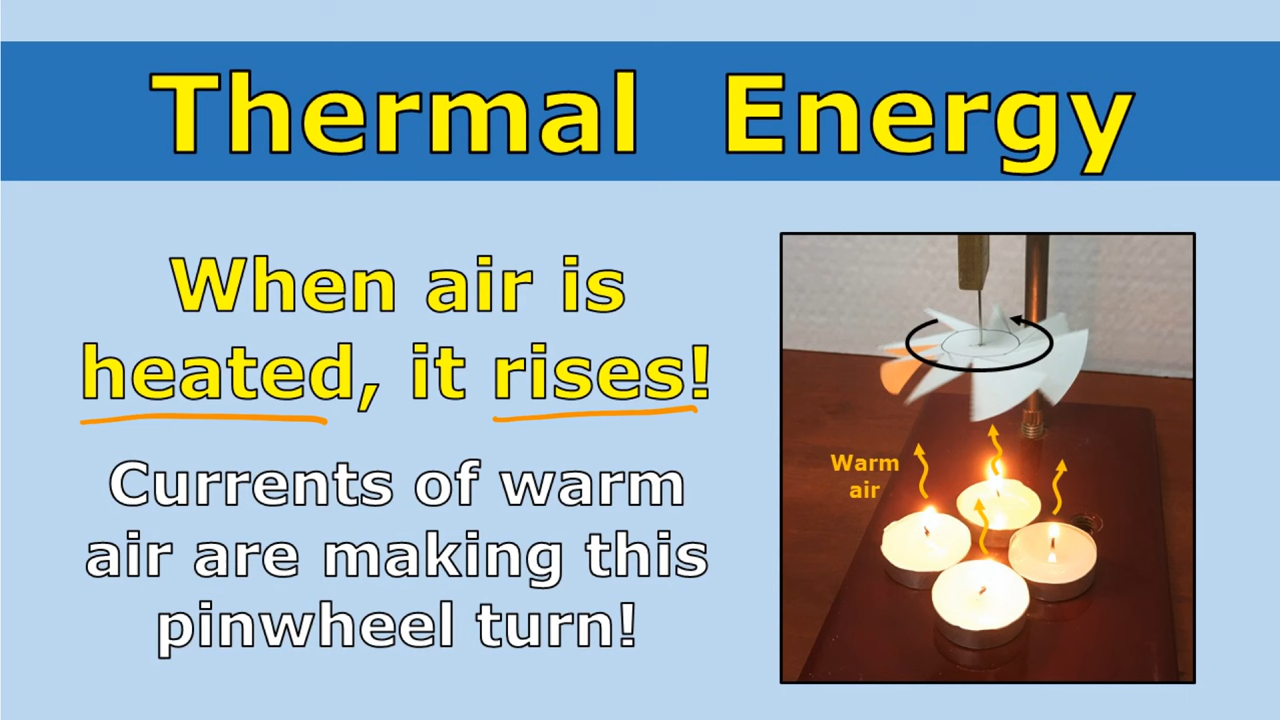 Thermal Energy
When air is
heated, it rises!
Currents of warm
air are making this
pinwheel turn!
Warm
air